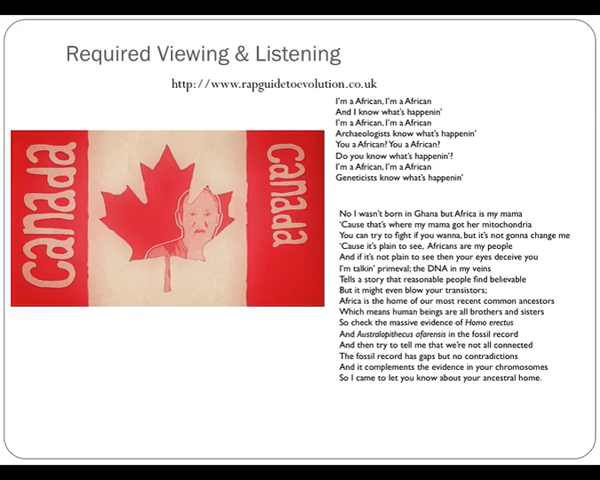 Required Viewing & Listening
http://www.rapguidetoevolution.co.uk
Canada
Canada
I'm a African, I'm a African
And I know what's happenin'
I'm a African, I'm a African
Archaeologists know what's happenin'
You a African? You a African?
Do you know what's happenin'?
I'm a African, I'm a African
Geneticists know what's happenin'
No I wasn't born in Ghana but Africa is my mama
'Cause that's where my mama got her mitochondria
You can try to fight if you wanna, but it's not gonna change me
'Cause it's plain to see, Africans are my people
And if it's not plain to see then your eyes deceive you
I'm talkin' primeval; the DNA in my veins
Tells a story that reasonable people find believable
But it might even blow your transistors;
Africa is the home of our most recent common ancestors
Which means human beings are all brothers and sisters
So check the massive evidence of Homo erectus
And Australopithecus afarensis in the fossil record
And then try to tell me that we're not all connected
The fossil record has gaps but no contradictions
And it complements the evidence in your chromosomes
So I came to let you know about your ancestral home.